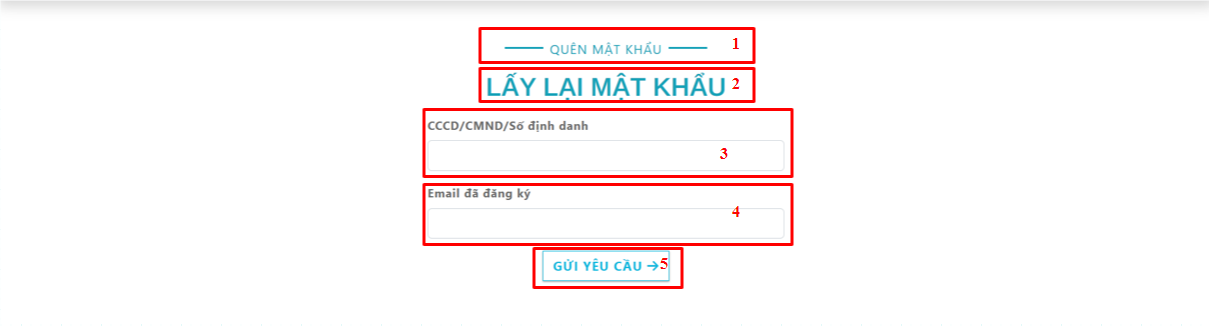 QUÊN MẬT KHẨU 1
LẤY LẠI MẬT KHẨU 2
CCCD/CMND/Số định danh
3
Email đã đăng ký
4
GỬI YÊU CẦU → 5